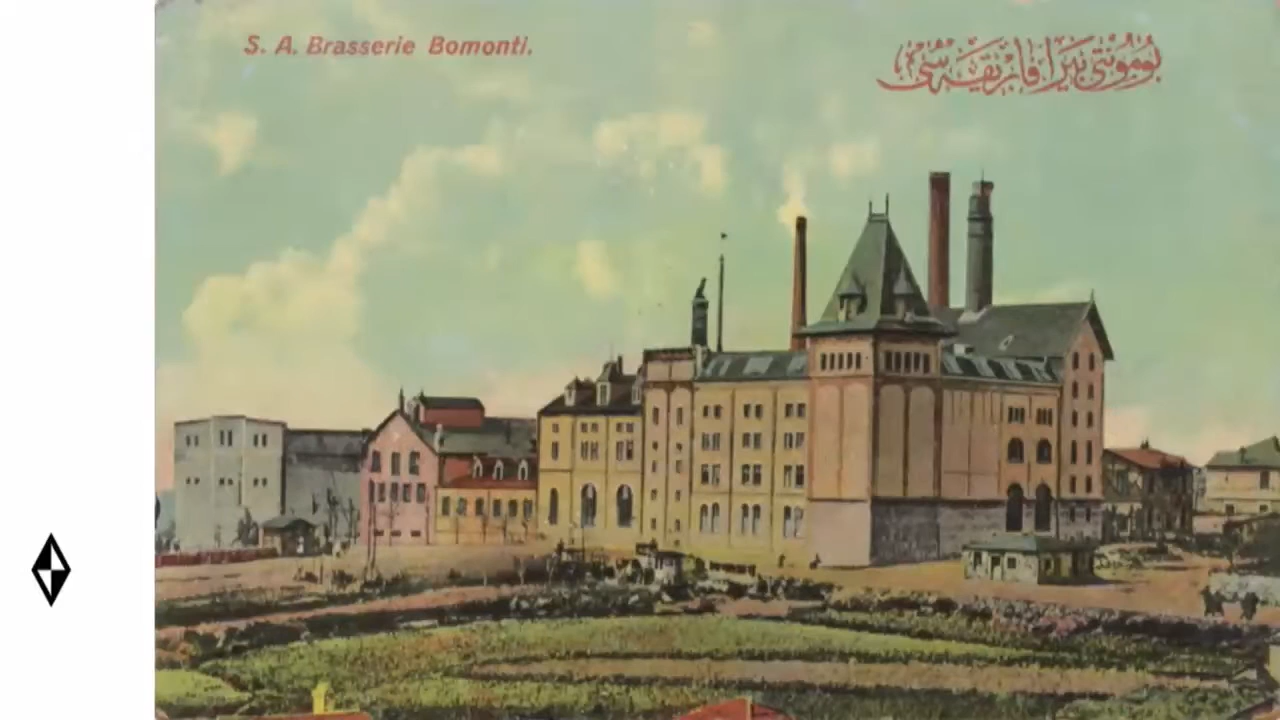 S. A. Brasserie Bomonti.
بومونتی بیرا فابریقه سی